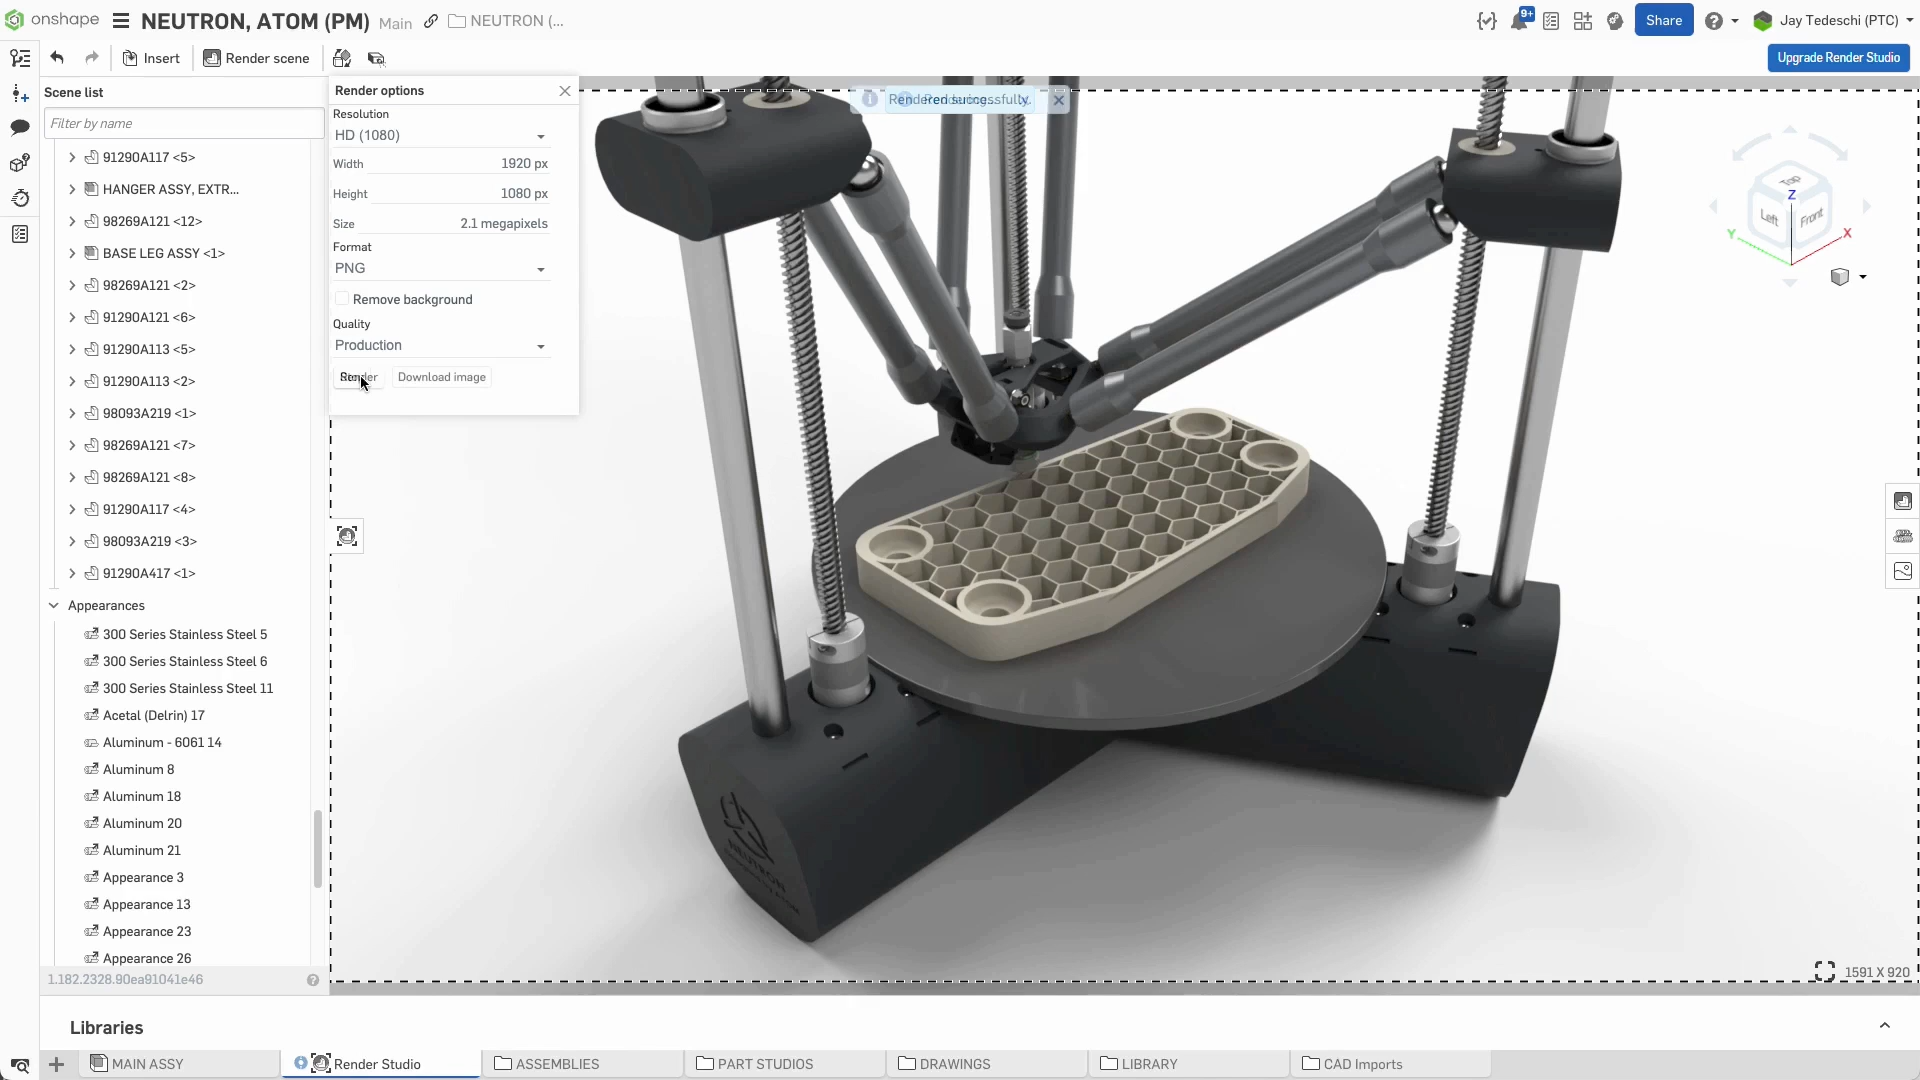 onshape
NEUTRON, ATOM (PM) Main NEUTRON (...
9+
Share
Jay Tedeschi (PTC)
Insert
Render scene
Upgrade Render Studio
Scene list
Filter by name
91290A117 <5>
HANGER ASSY, EXTR...
98269A121 <12>
BASE LEG ASSY <1>
98269A121 <2>
91290A121 <6>
91290A113 <5>
91290A113 <2>
98093A219 <1>
98269A121 <7>
98269A121 <8>
91290A117 <4>
98093A219 <3>
91290A417 <1>
Appearances
300 Series Stainless Steel 5
300 Series Stainless Steel 6
300 Series Stainless Steel 11
Acetal (Delrin) 17
Aluminum - 6061 14
Aluminum 8
Aluminum 18
Aluminum 20
Aluminum 21
Appearance 3
Appearance 13
Appearance 23
Appearance 26
1.182.2328.90ea91041e46
Render options
Resolution
HD (1080)
Width 1920 px
Height 1080 px
Size 2.1 megapixels
Format
PNG
Remove background
Quality
Production
Download image
Top
Z
Left
Front
Y
X
NEUTRON
1591 X 920
Libraries
MAIN ASSY
Render Studio
ASSEMBLIES
PART STUDIOS
DRAWINGS
LIBRARY
CAD Imports